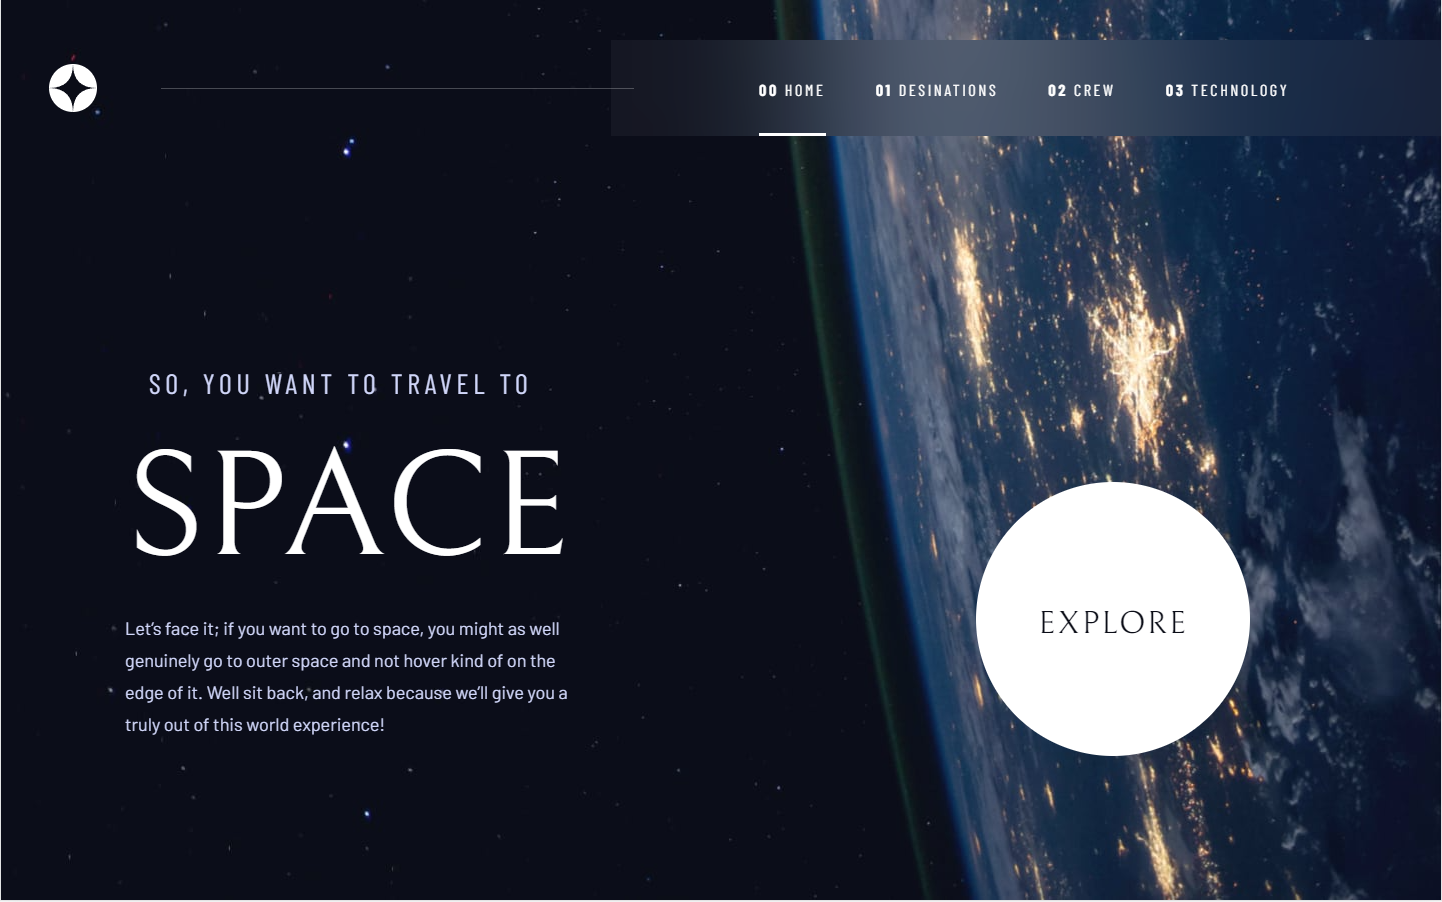 00 HOME 01 DESINATIONS 02 CREW 03 TECHNOLOGY
SO, YOU WANT TO TRAVEL TO
SPACE
Let’s face it; if you want to go to space, you might as well
genuinely go to outer space and not hover kind of on the
edge of it. Well sit back, and relax because we’ll give you a
truly out of this world experience!
EXPLORE